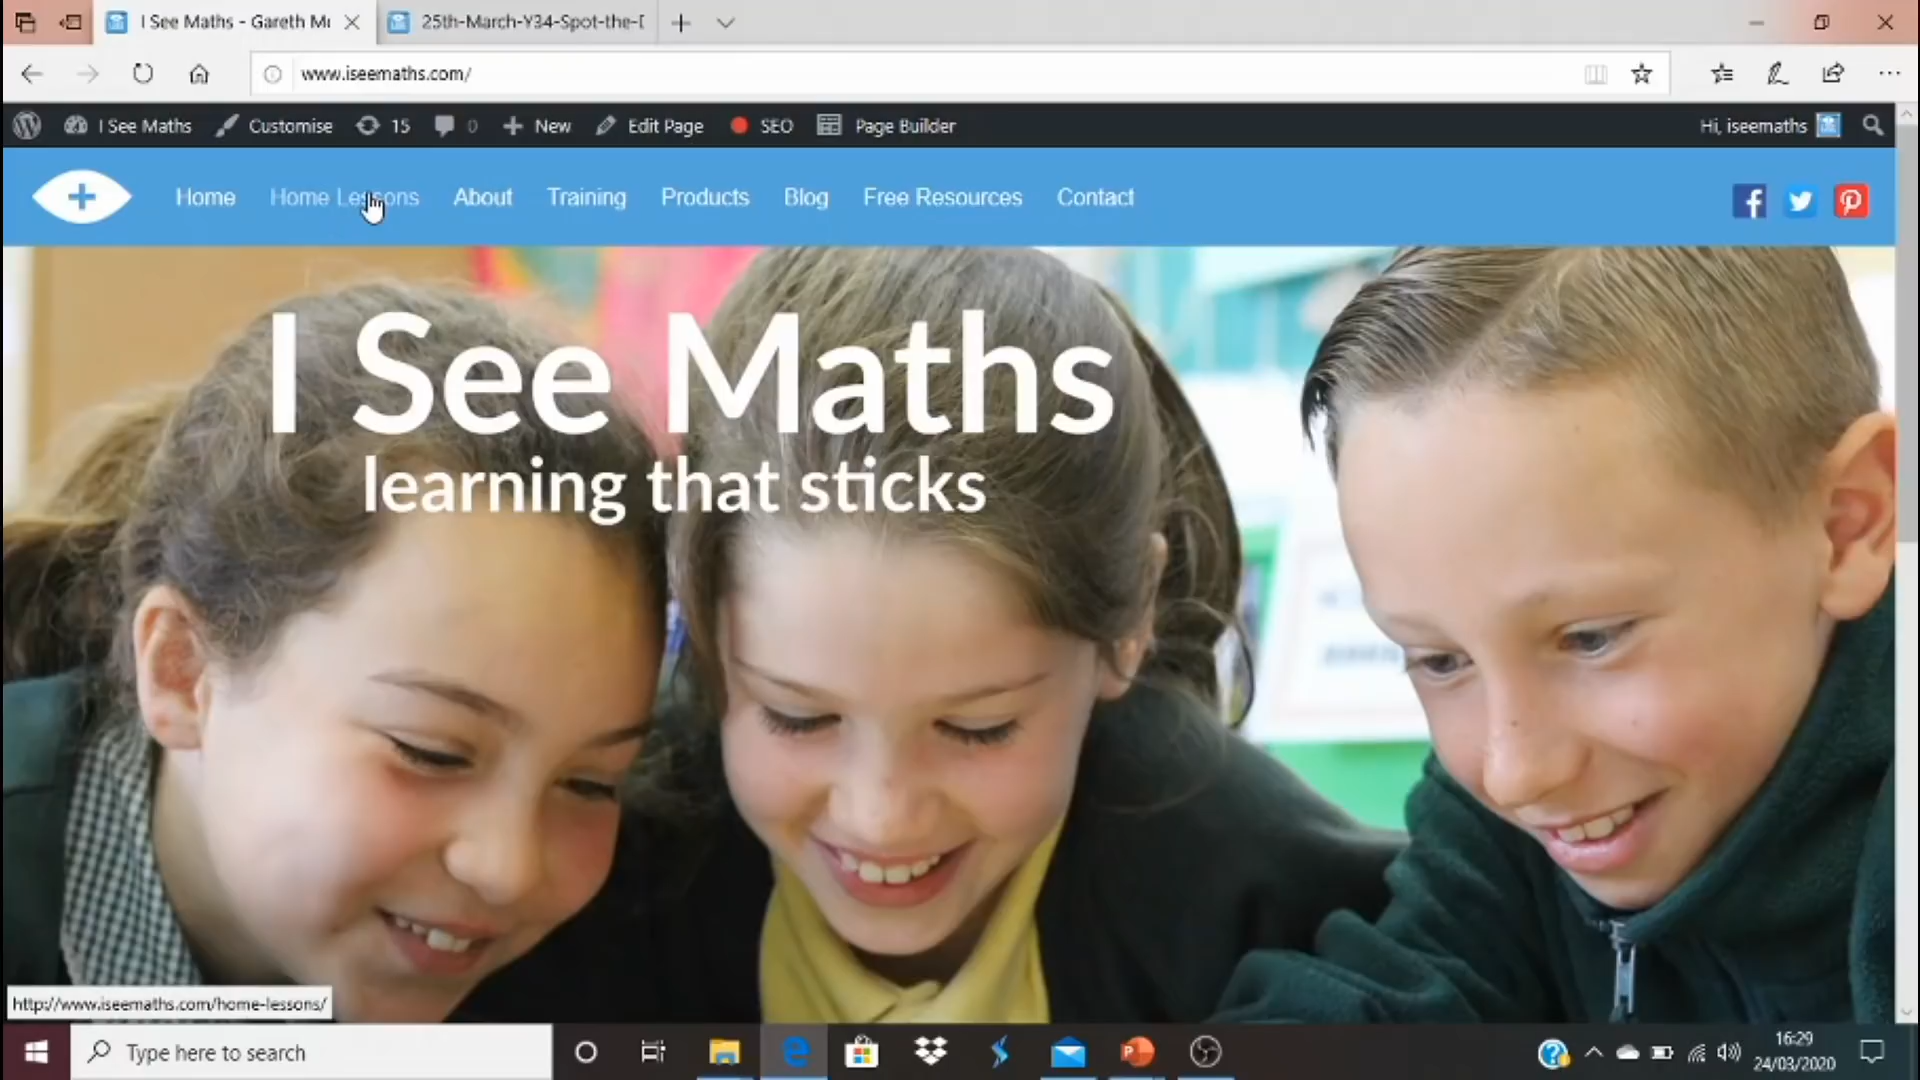 I See Maths - Gareth M
25th-March-Y34-Spot-the-
www.iseemaths.com/
I See Maths Customise 15 0 New Edit Page SEO Page Builder Hi, iseemaths
Home Home Lessons About Training Products Blog Free Resources Contact
I See Maths
learning that sticks
http://www.iseemaths.com/home-lessons/
Type here to search
16:29
24/03/2020